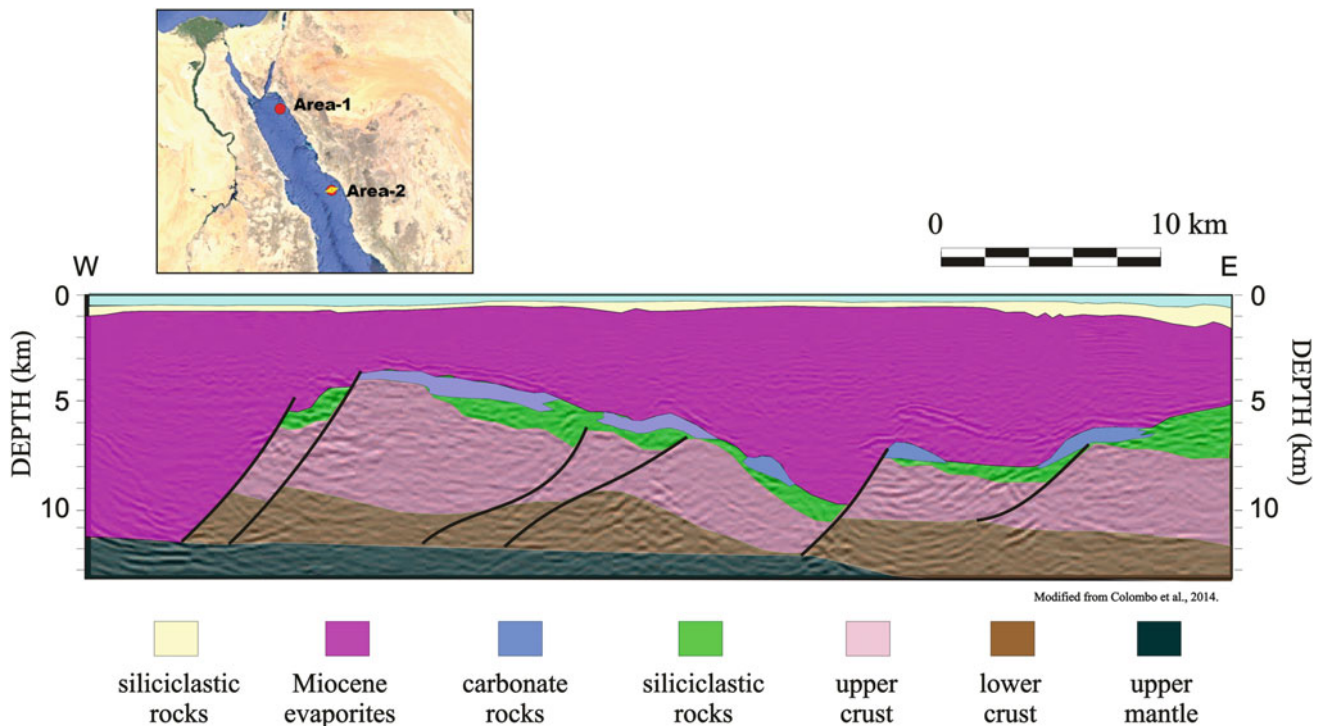 Area-1
Area-2
0 10 km
W E
0 0
5 5
10 10
DEPTH (km)
DEPTH (km)
Modified from Colombo et al., 2014.
siliciclastic Miocene carbonate siliciclastic upper lower upper
rocks evaporites rocks rocks crust crust mantle